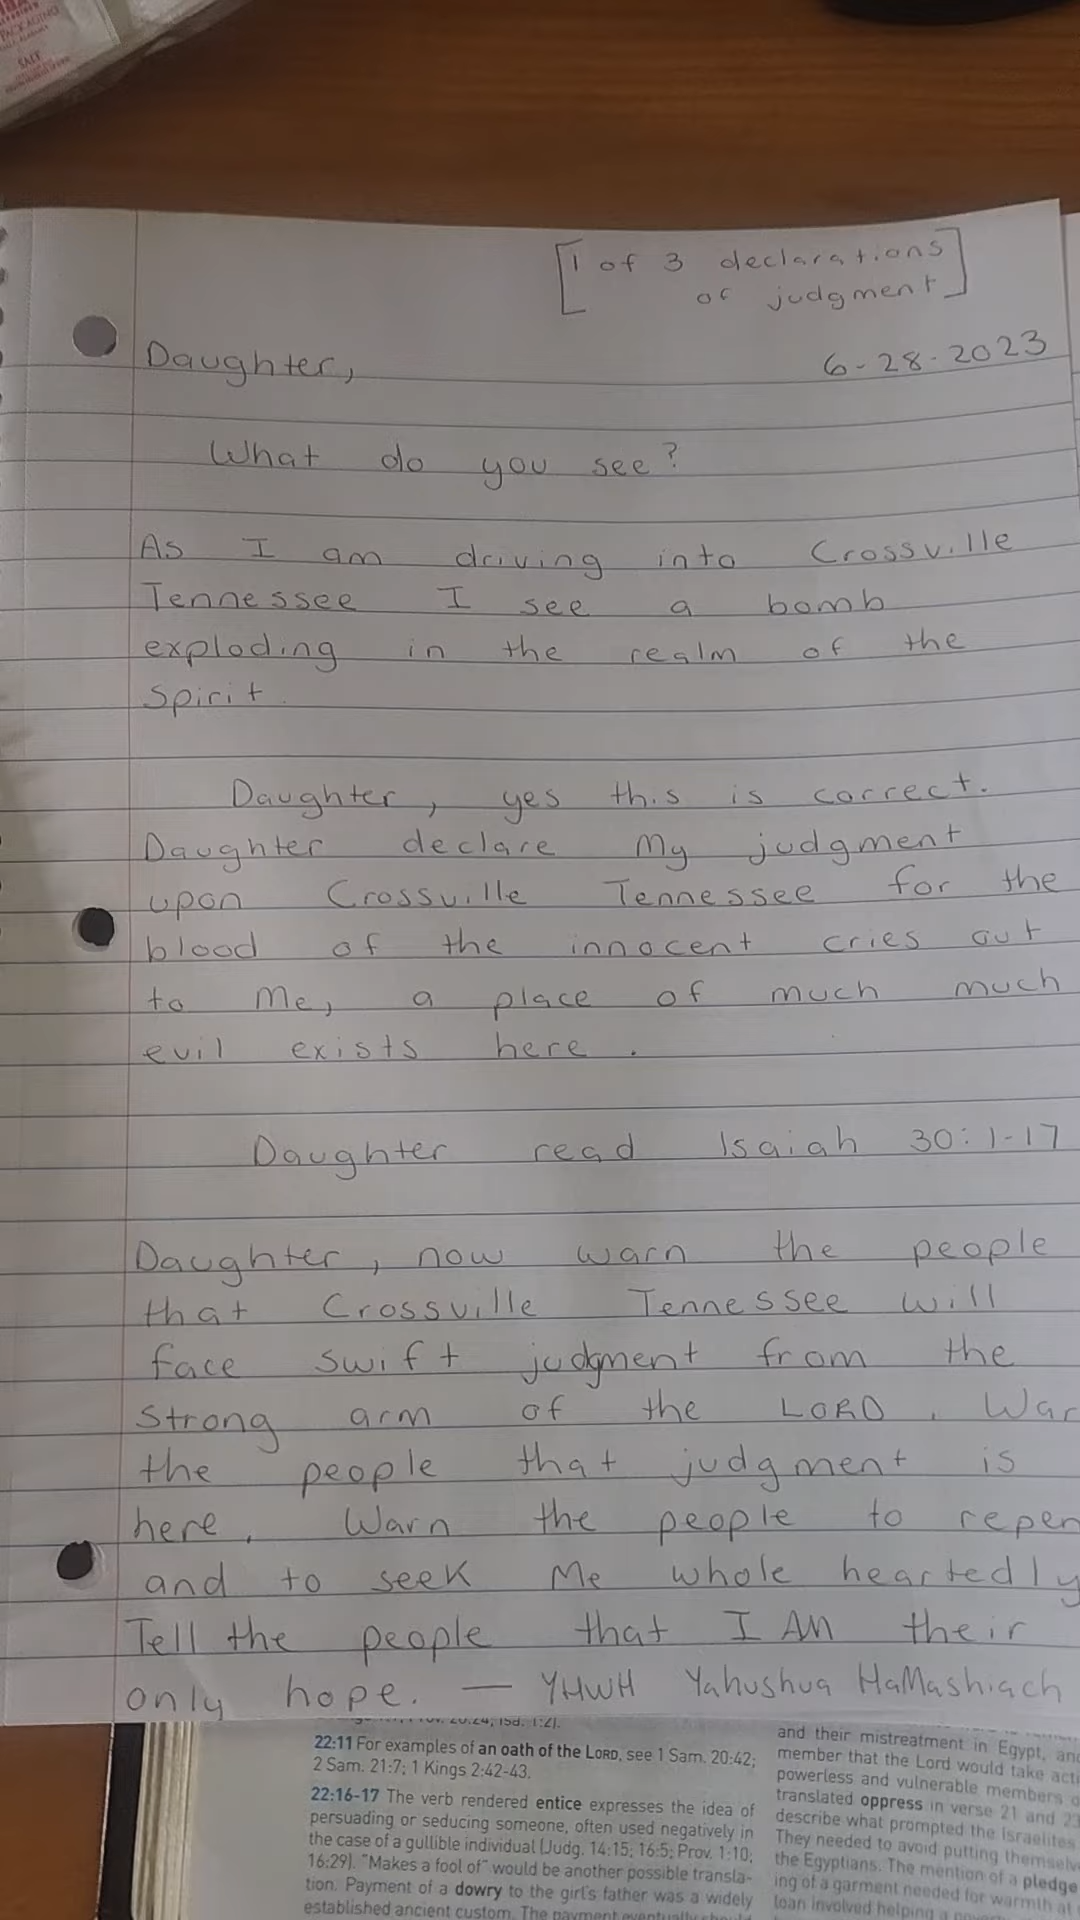 PACKAGING
SALE
[1 of 3 declarations
of judgment]
Daughter, 6-28-2023
What do you see?
As I am driving into Crossville
Tennessee I see a bomb
exploding in the realm of the
Spirit.
Daughter, yes this is correct.
Daughter declare My judgment
upon Crossville Tennessee for the
blood of the innocent cries out
to Me, a place of much much
evil exists here.
Daughter read Isaiah 30:1-17
Daughter, now warn the people
that Crossville Tennessee will
face swift judgment from the
strong arm of the LORD. War
the people that judgment is
here. Warn the people to repen
and to seek Me whole heartedly
Tell the people that I AM their
only hope. — YHWH Yahushua HaMashiach
22:11 For examples of an oath of the LORD, see 1 Sam. 20:42;
2 Sam. 21:7; 1 Kings 2:42-43.
22:16-17 The verb rendered entice expresses the idea of
persuading or seducing someone, often used negatively in
the case of a gullible individual (Judg. 14:15; 16:5; Prov. 1:10;
16:29). "Makes a fool of" would be another possible transla-
tion. Payment of a dowry to the girl's father was a widely
established ancient custom. The payment eventually should
and their mistreatment in Egypt, an
member that the Lord would take acti
powerless and vulnerable members o
translated oppress in verse 21 and 23
describe what prompted the Israelites
They needed to avoid putting themselv
the Egyptians. The mention of a pledge
ing of a garment needed for warmth at
loan involved helping a